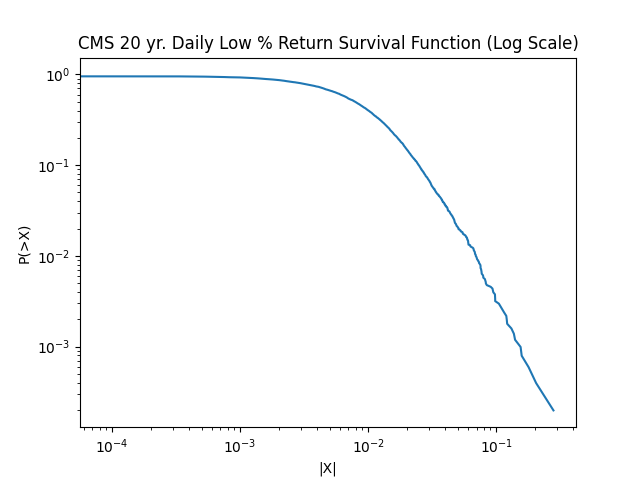 CMS 20 yr. Daily Low % Return Survival Function (Log Scale)
10⁰
10⁻¹
10⁻²
10⁻³
P(>X)
10⁻⁴
10⁻³
10⁻²
10⁻¹
|X|